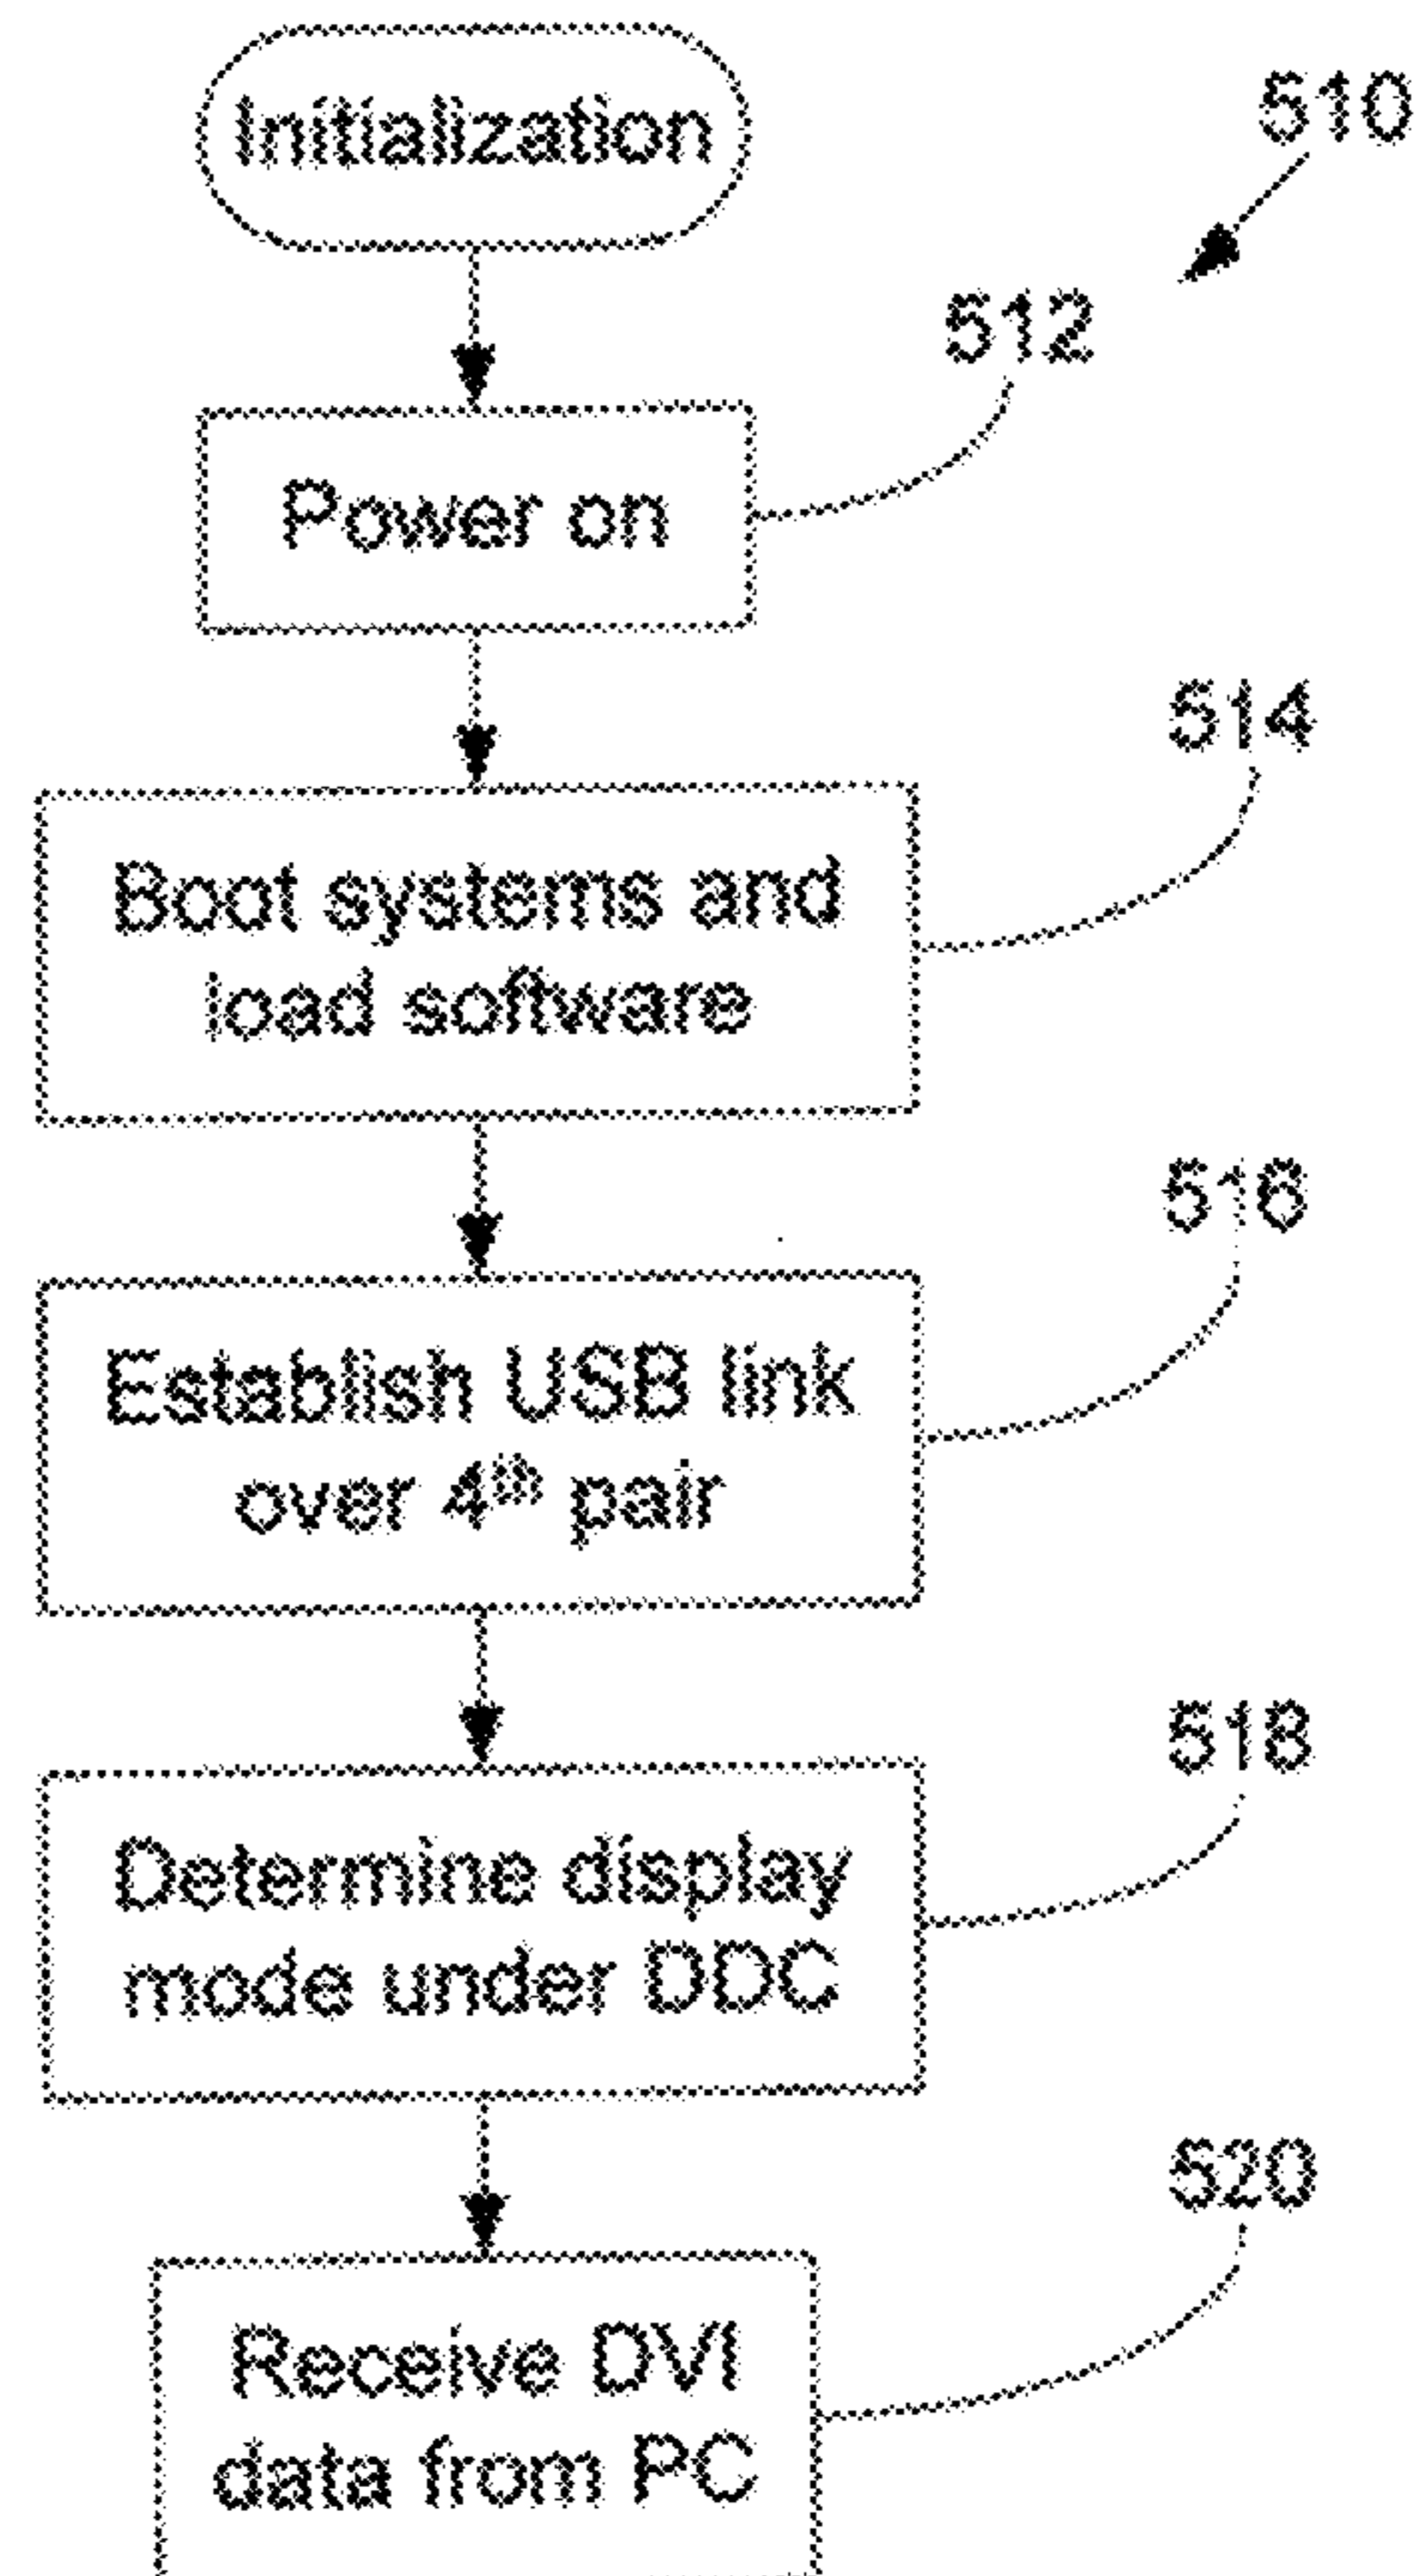 Initialization
510
512
Power on
514
Boot systems and
load software
516
Establish USB link
over 4th pair
518
Determine display
mode under DDC
520
Receive DVI
data from PC